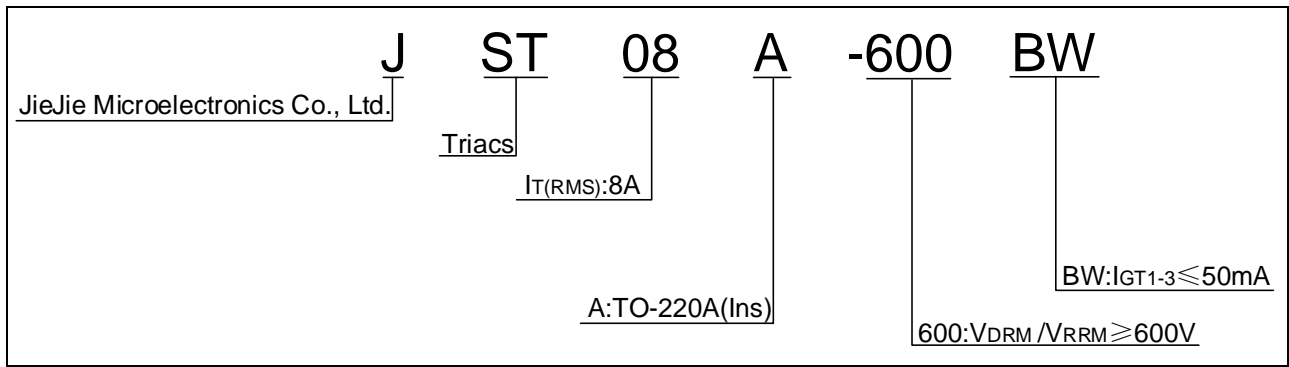 J ST 08 A -600 BW
JieJie Microelectronics Co., Ltd.
Triacs
IT(RMS):8A
BW:IGT1-3≤50mA
A:TO-220A(Ins)
600:VDRM /VRRM≥600V